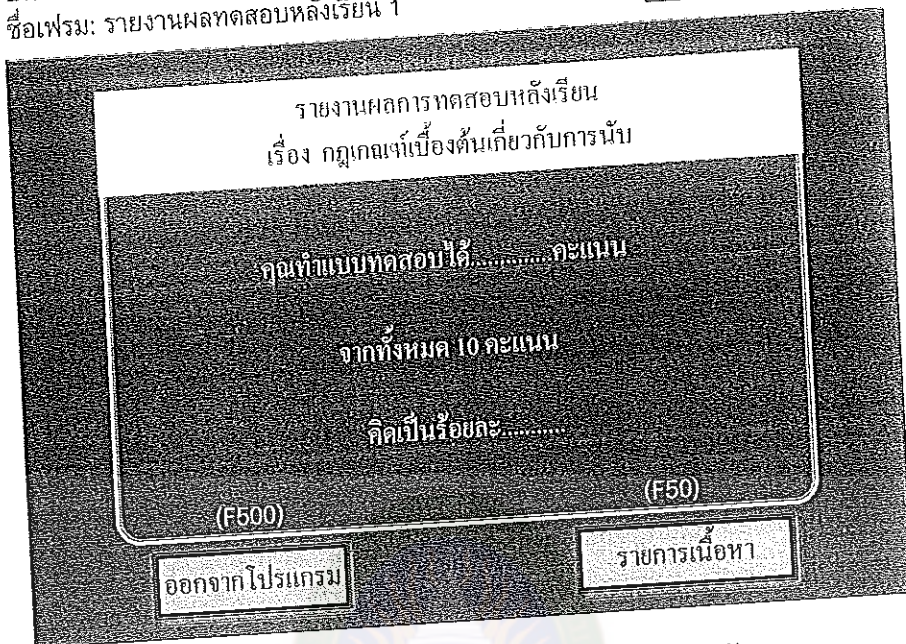 ชื่อเฟรม: รายงานผลทดสอบหลังเรียน 1
รายงานผลการทดสอบหลังเรียน
เรื่อง กฎเกณฑ์เบื้องต้นเกี่ยวกับการนับ
คุณทำแบบทดสอบได้............คะแนน
จากทั้งหมด 10 คะแนน
คิดเป็นร้อยละ..........
(F500) (F50)
ออกจากโปรแกรม รายการเนื้อหา